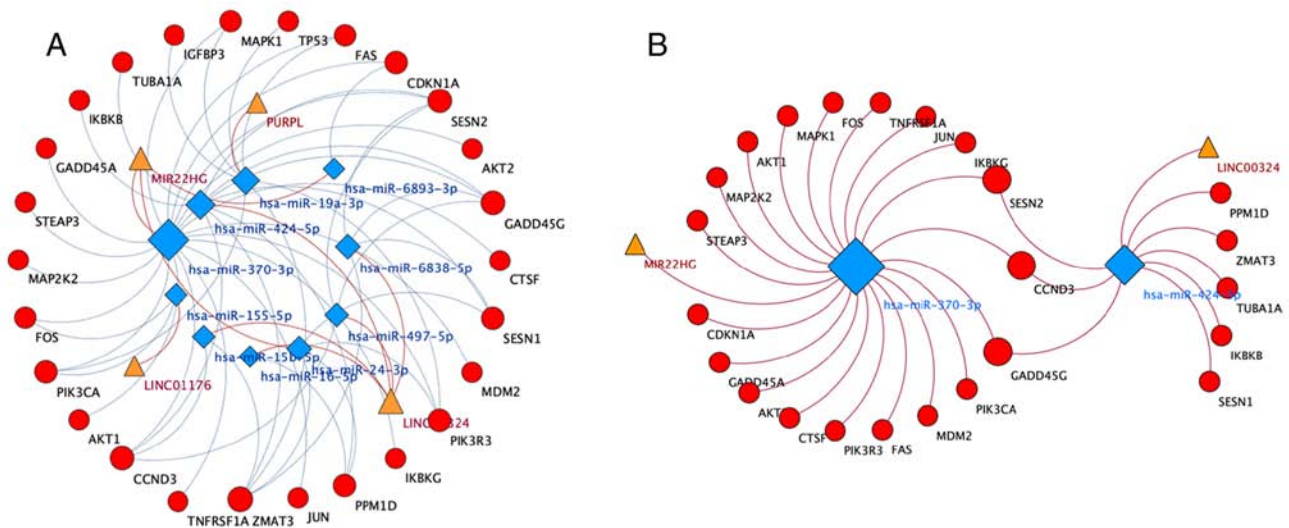 A
B
IGFBP3
MAPK1
TP53
FAS
TUBA1A
CDKN1A
IKBKB
SESN2
PURPL
GADD45A
MIR22HG
AKT2
hsa-miR-6893-3p
hsa-miR-19a-3p
STEAP3
hsa-miR-424-5p
GADD45G
hsa-miR-370-3p
hsa-miR-6838-5p
MAP2K2
CTSF
hsa-miR-155-5p
FOS
hsa-miR-497-5p
SESN1
hsa-miR-15b-5p
hsa-miR-24-3p
hsa-miR-16-5p
LINC01176
PIK3CA
MDM2
PIK3R3
AKT1
IKBKG
CCND3
PPM1D
TNFRSF1A
ZMAT3
JUN
FOS
MAPK1
TNFRSF1A
JUN
AKT1
IKBKG
MAP2K2
SESN2
LINC00324
STEAP3
PPM1D
MIR22HG
ZMAT3
CCND3
hsa-miR-370-3p
TUBA1A
CDKN1A
IKBKB
GADD45G
GADD45A
SESN1
PIK3CA
CTSF
MDM2
PIK3R3
FAS